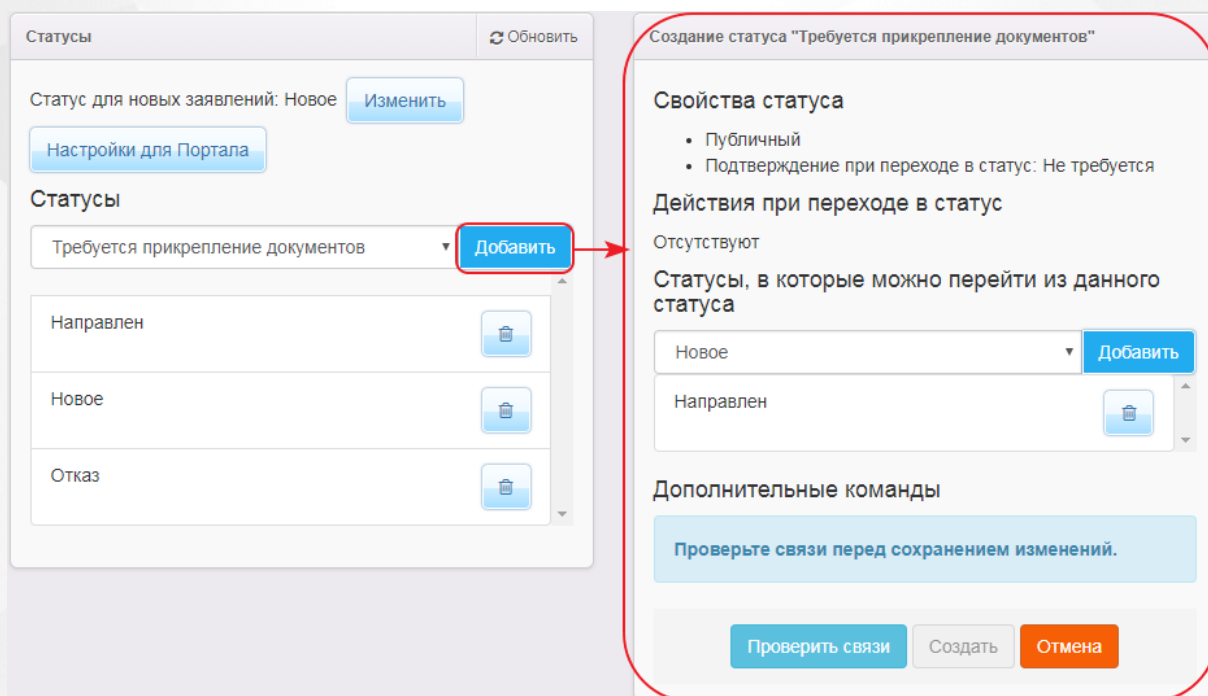 Статусы
Обновить
Статус для новых заявлений: Новое
Изменить
Настройки для Портала
Статусы
Требуется прикрепление документов
Добавить
Направлен
Новое
Отказ
Создание статуса "Требуется прикрепление документов"
Свойства статуса
Публичный
Подтверждение при переходе в статус: Не требуется
Действия при переходе в статус
Отсутствуют
Статусы, в которые можно перейти из данного
статуса
Новое
Добавить
Направлен
Дополнительные команды
Проверьте связи перед сохранением изменений.
Проверить связи
Создать
Отмена